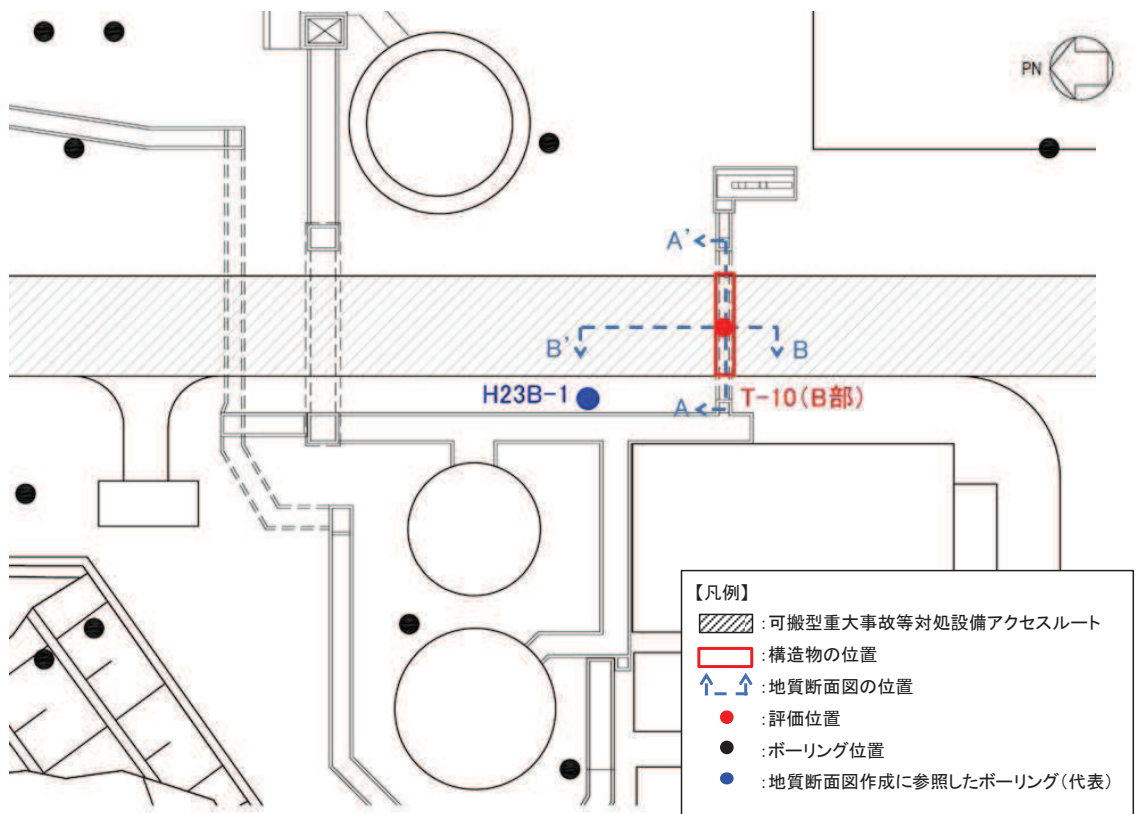 PN
A'
B'
B
H23B-1
A
T-10(B部)
【凡例】
:可搬型重大事故等対処設備アクセスルート
:構造物の位置
:地質断面図の位置
:評価位置
:ボーリング位置
:地質断面図作成に参照したボーリング(代表)